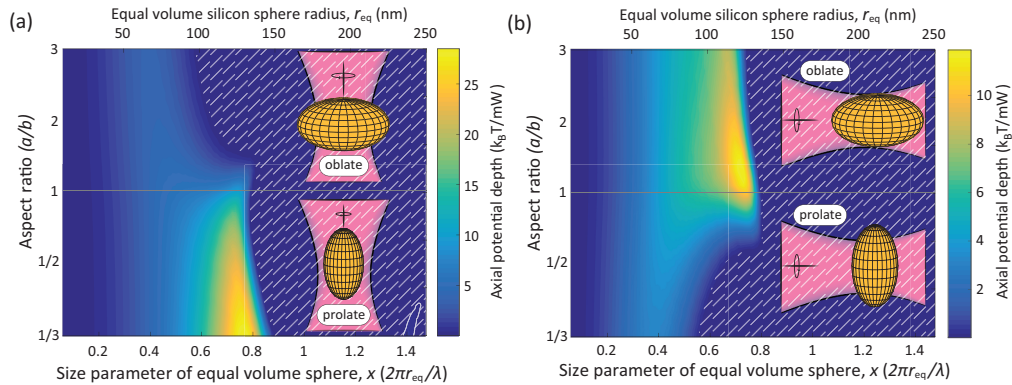 (a)
Equal volume silicon sphere radius, r_eq (nm)
50 100 150 200 250
Aspect ratio (a/b)
3
2
1
1/2
1/3
oblate
prolate
0.2 0.4 0.6 0.8 1 1.2 1.4
Size parameter of equal volume sphere, x (2πr_eq/λ)
25
20
15
10
5
Axial potential depth (k_BT/mW)
(b)
Equal volume silicon sphere radius, r_eq (nm)
50 100 150 200 250
Aspect ratio (a/b)
3
2
1
1/2
1/3
oblate
prolate
0.2 0.4 0.6 0.8 1 1.2 1.4
Size parameter of equal volume sphere, x (2πr_eq/λ)
10
8
6
4
2
Axial potential depth (k_BT/mW)